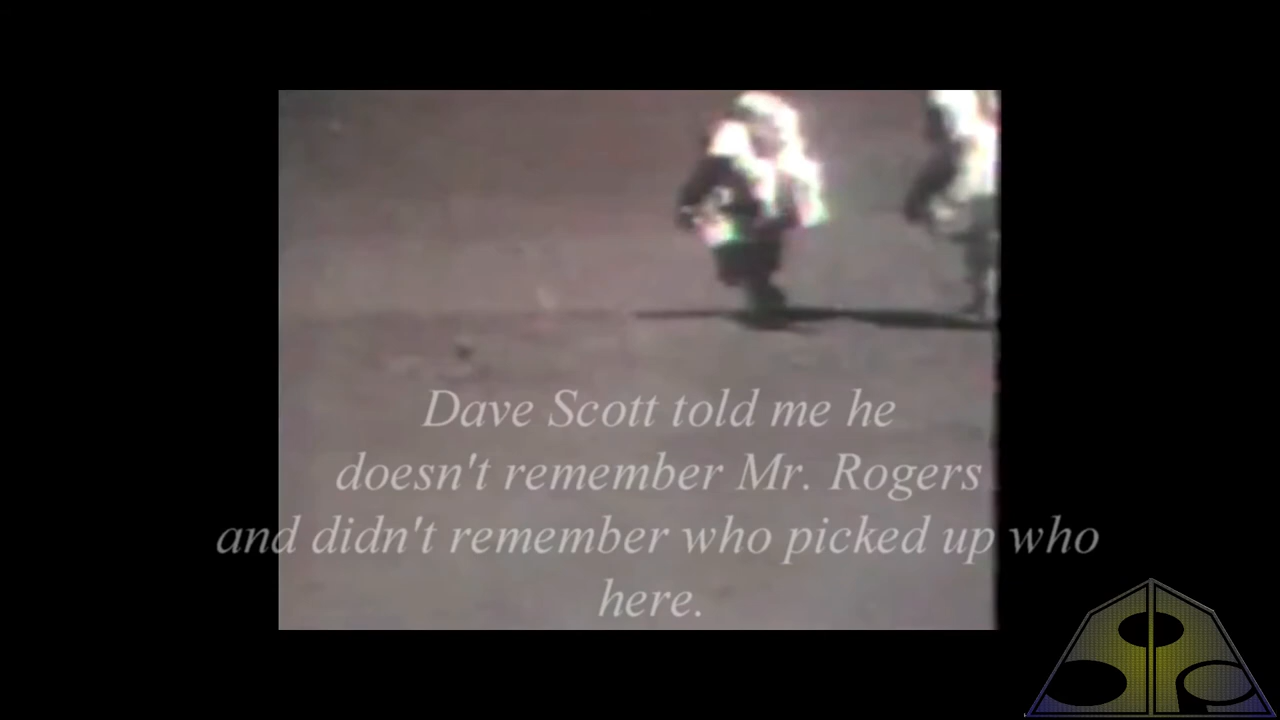 Dave Scott told me he
doesn't remember Mr. Rogers
and didn't remember who picked up who
here.